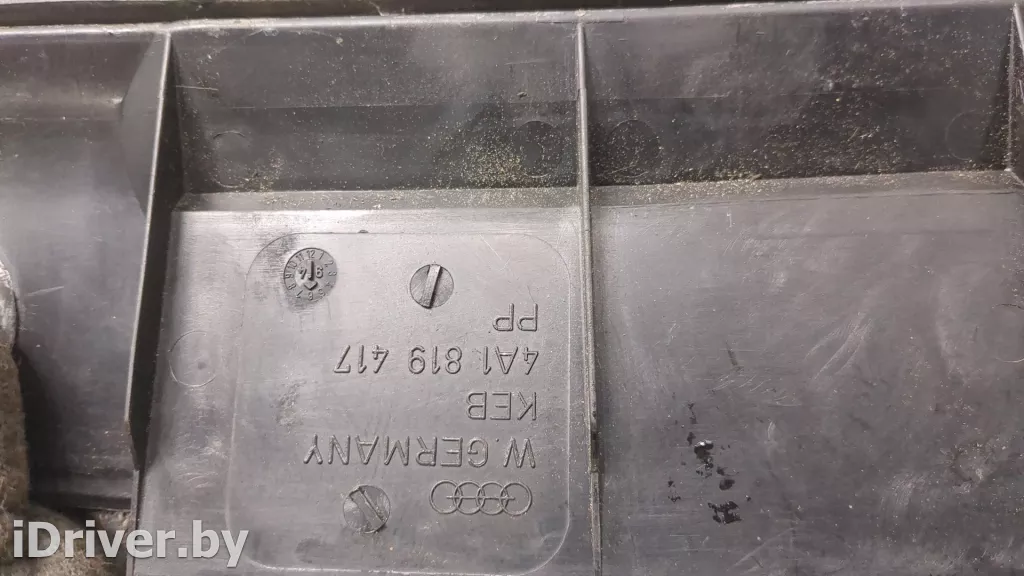 W. GERMANY
KEB
4A1 819 417
PP
iDriver.by